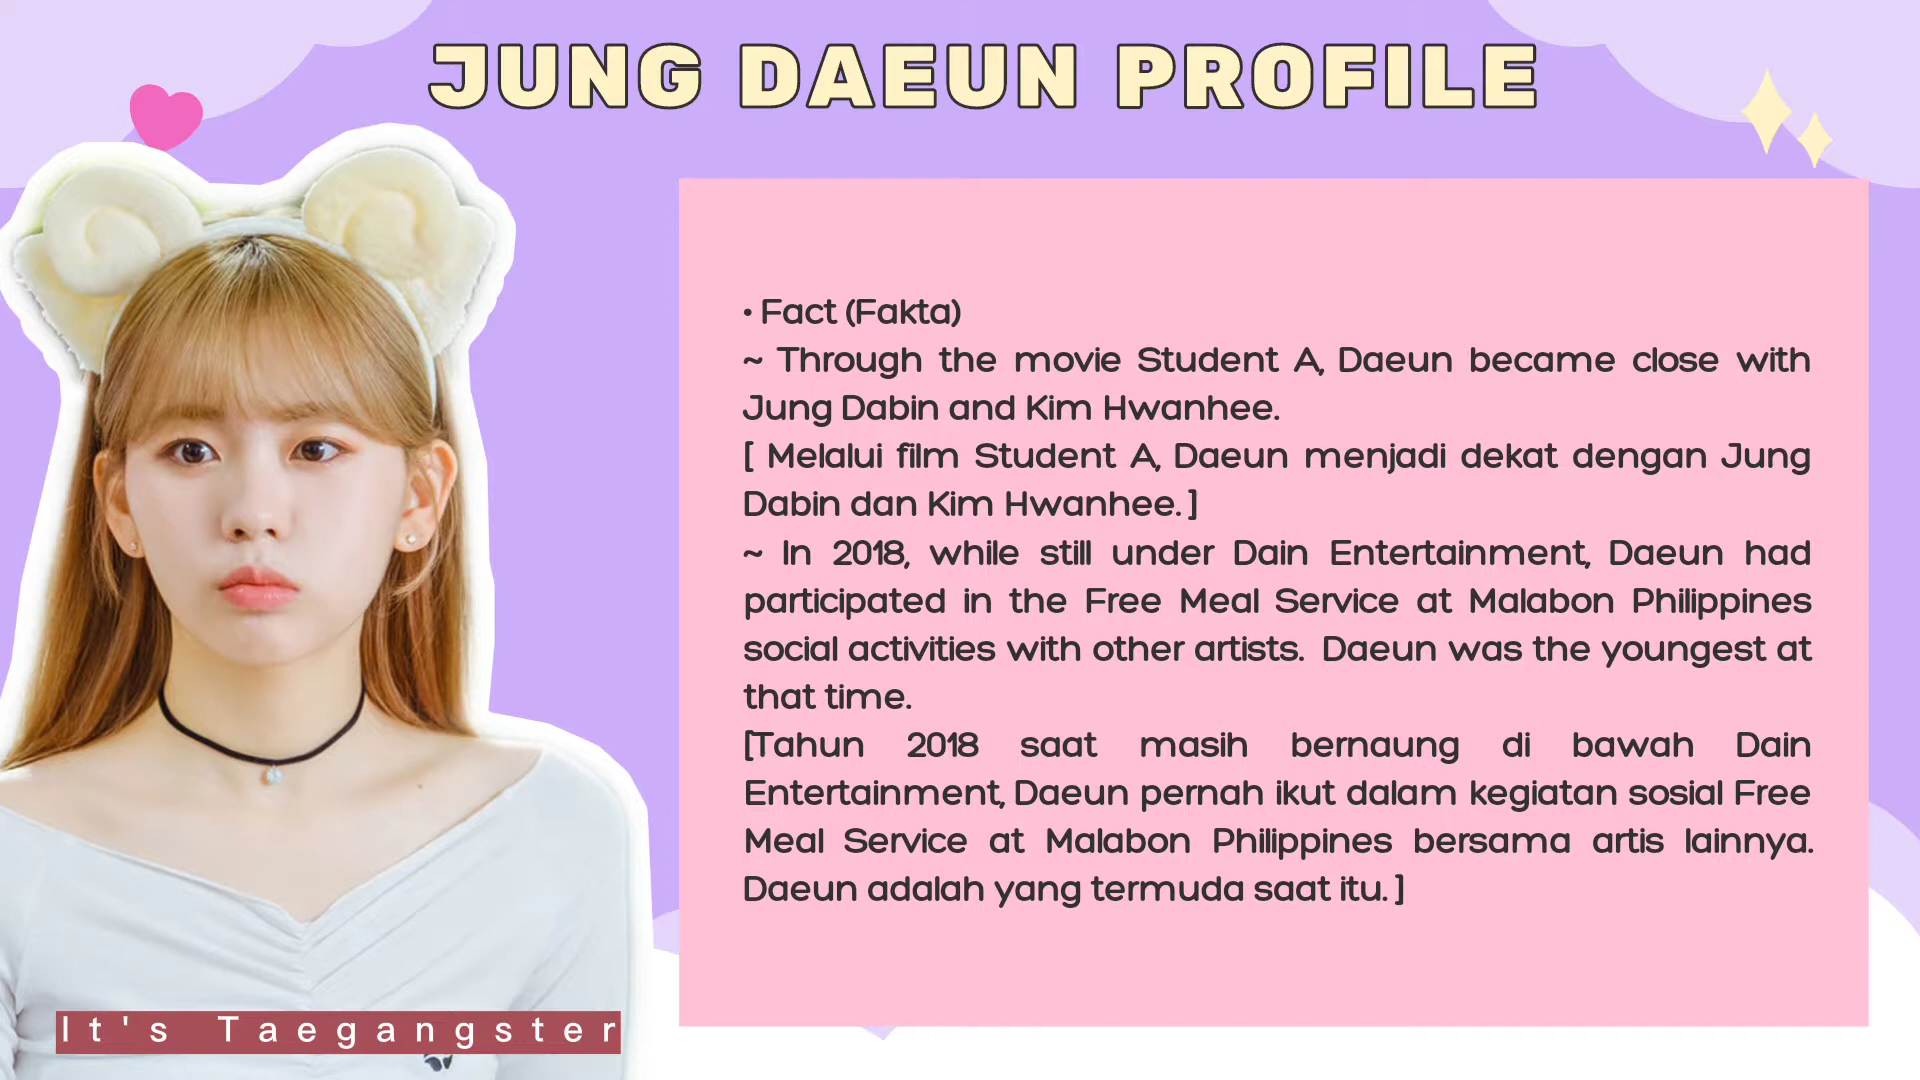 JUNG DAEUN PROFILE
• Fact (Fakta)
~ Through the movie Student A, Daeun became close with
Jung Dabin and Kim Hwanhee.
[ Melalui film Student A, Daeun menjadi dekat dengan Jung
Dabin dan Kim Hwanhee. ]
~ In 2018, while still under Dain Entertainment, Daeun had
participated in the Free Meal Service at Malabon Philippines
social activities with other artists. Daeun was the youngest at
that time.
[Tahun 2018 saat masih bernaung di bawah Dain
Entertainment, Daeun pernah ikut dalam kegiatan sosial Free
Meal Service at Malabon Philippines bersama artis lainnya.
Daeun adalah yang termuda saat itu. ]
It's Taegangster